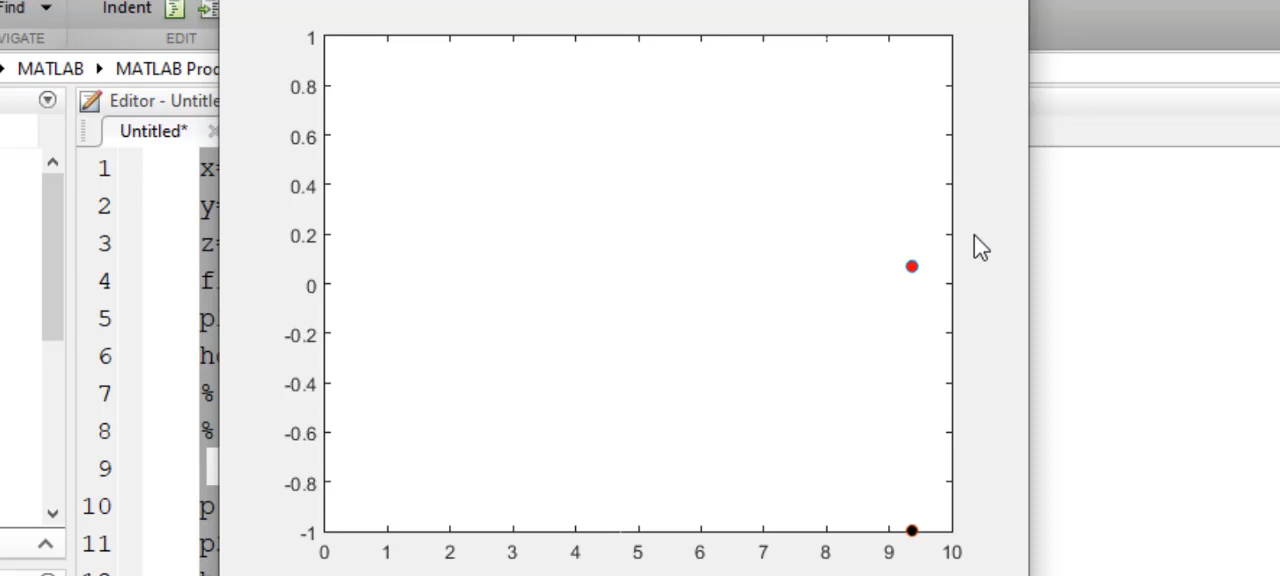 Find
Indent
VIGATE
EDIT
MATLAB
MATLAB Proc
Editor - Untitle
Untitled*
1 x=
2 y=
3 z=
4 f
5 p
6 h
7 %
8 %
9
10 p
11 p
1
0.8
0.6
0.4
0.2
0
-0.2
-0.4
-0.6
-0.8
-1
0 1 2 3 4 5 6 7 8 9 10